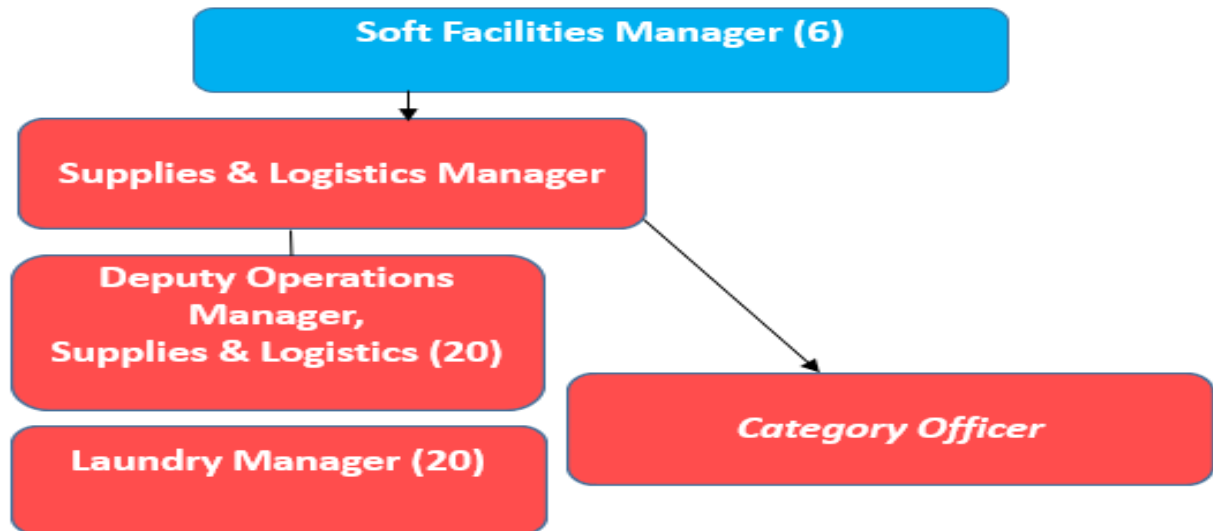 Soft Facilities Manager (6)
Supplies & Logistics Manager
Deputy Operations
Manager,
Supplies & Logistics (20)
Category Officer
Laundry Manager (20)